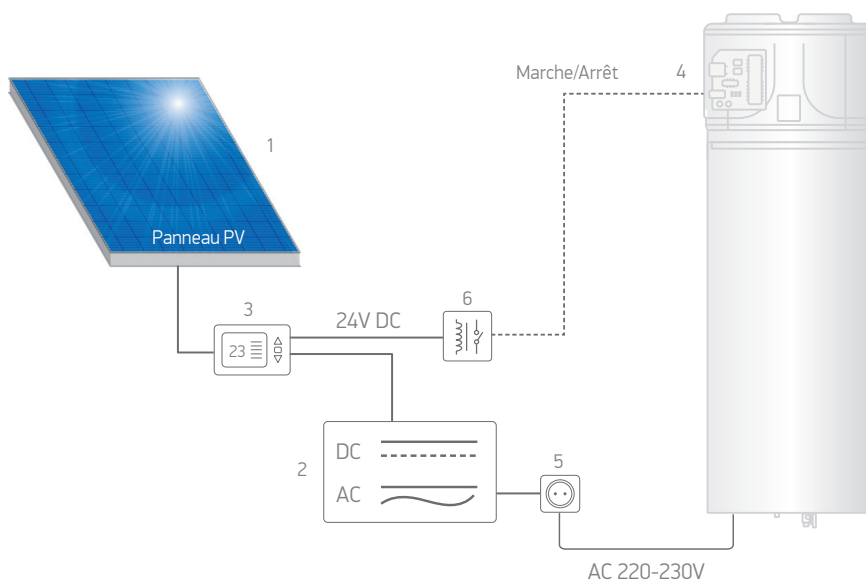 Marche/Arrêt
4
1
Panneau PV
3
6
24V DC
23
2
DC
AC
5
AC 220-230V